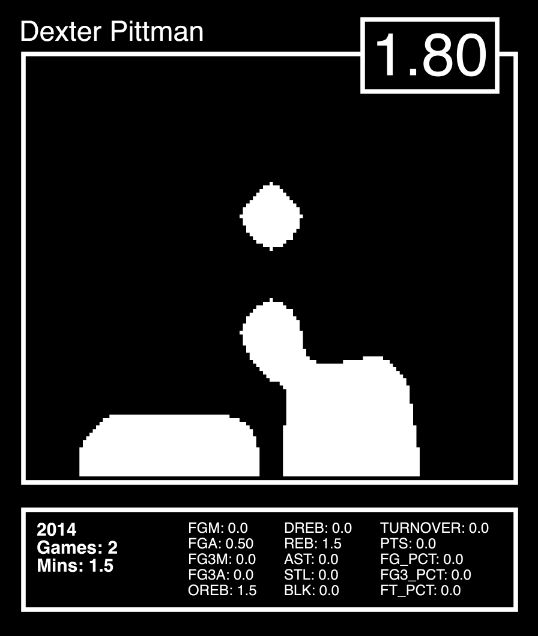 Dexter Pittman
1.80
2014
Games: 2
Mins: 1.5
FGM: 0.0
FGA: 0.50
FG3M: 0.0
FG3A: 0.0
OREB: 1.5
DREB: 0.0
REB: 1.5
AST: 0.0
STL: 0.0
BLK: 0.0
TURNOVER: 0.0
PTS: 0.0
FG_PCT: 0.0
FG3_PCT: 0.0
FT_PCT: 0.0